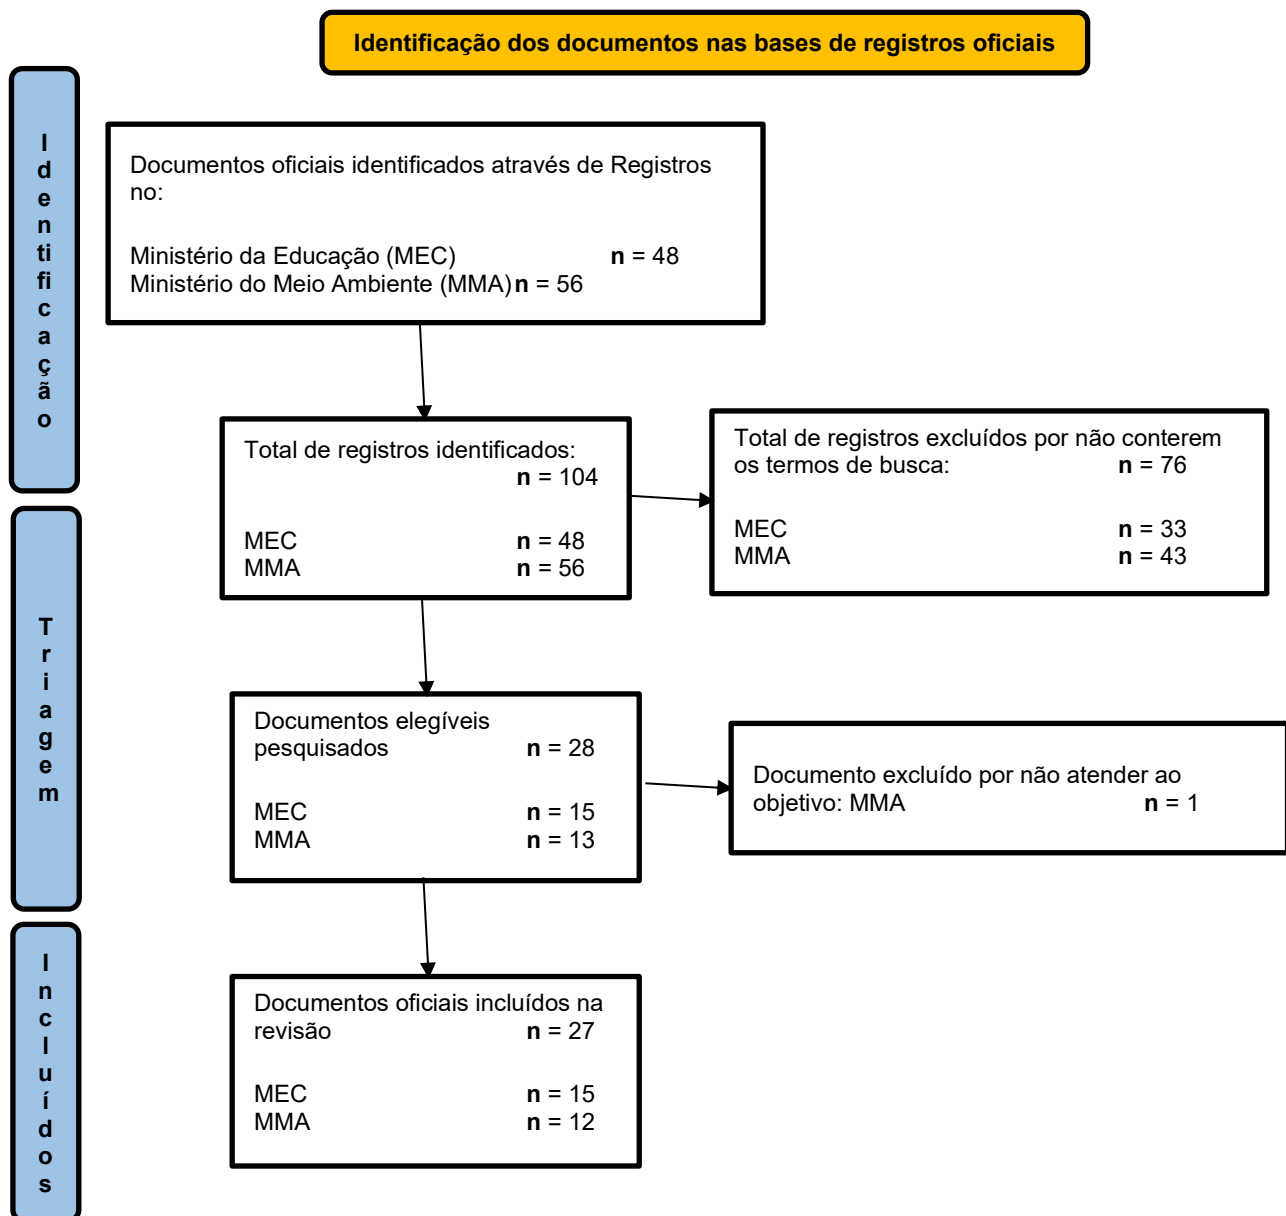 Identificação dos documentos nas bases de registros oficiais
Identificação
Documentos oficiais identificados através de Registros
no:
Ministério da Educação (MEC) n = 48
Ministério do Meio Ambiente (MMA) n = 56
Total de registros identificados:
n = 104
MEC n = 48
MMA n = 56
Total de registros excluídos por não conterem
os termos de busca: n = 76
MEC n = 33
MMA n = 43
Triagem
Documentos elegíveis
pesquisados n = 28
MEC n = 15
MMA n = 13
Documento excluído por não atender ao
objetivo: MMA n = 1
Incluídos
Documentos oficiais incluídos na
revisão n = 27
MEC n = 15
MMA n = 12